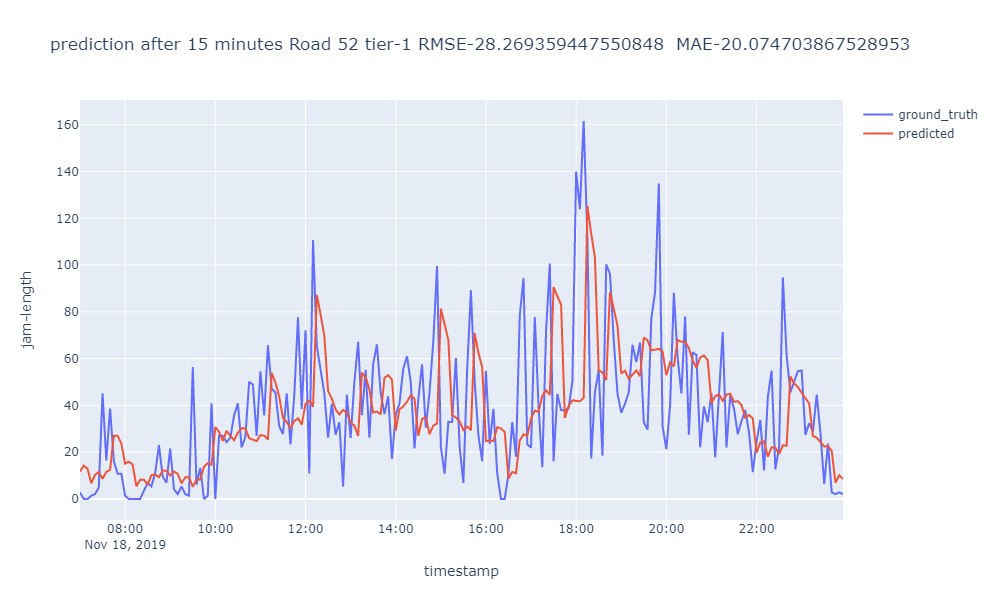 prediction after 15 minutes Road 52 tier-1 RMSE-28.269359447550848  MAE-20.074703867528953
ground_truth
predicted
160
140
120
100
80
60
40
20
0
jam-length
08:00 10:00 12:00 14:00 16:00 18:00 20:00 22:00
Nov 18, 2019
timestamp